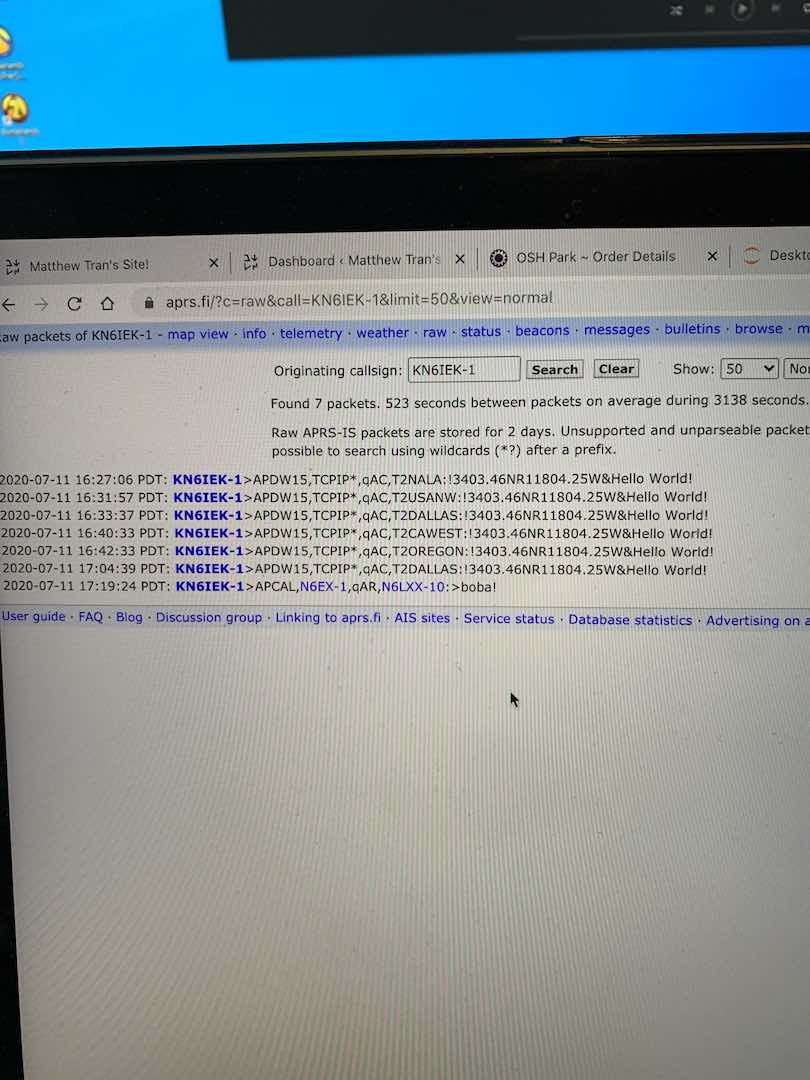 Matthew Tran's Site!
Dashboard ‹ Matthew Tran's
OSH Park ~ Order Details
Deskto
aprs.fi/?c=raw&call=KN6IEK-1&limit=50&view=normal
aw packets of KN6IEK-1 - map view · info · telemetry · weather · raw · status · beacons · messages · bulletins · browse · m
Originating callsign: KN6IEK-1 Search Clear Show: 50 Nor
Found 7 packets. 523 seconds between packets on average during 3138 seconds.
Raw APRS-IS packets are stored for 2 days. Unsupported and unparseable packet
possible to search using wildcards (*?) after a prefix.
2020-07-11 16:27:06 PDT: KN6IEK-1>APDW15,TCPIP*,qAC,T2NALA:!3403.46NR11804.25W&Hello World!
2020-07-11 16:31:57 PDT: KN6IEK-1>APDW15,TCPIP*,qAC,T2USANW:!3403.46NR11804.25W&Hello World!
2020-07-11 16:33:37 PDT: KN6IEK-1>APDW15,TCPIP*,qAC,T2DALLAS:!3403.46NR11804.25W&Hello World!
2020-07-11 16:40:33 PDT: KN6IEK-1>APDW15,TCPIP*,qAC,T2CAWEST:!3403.46NR11804.25W&Hello World!
2020-07-11 16:42:33 PDT: KN6IEK-1>APDW15,TCPIP*,qAC,T2OREGON:!3403.46NR11804.25W&Hello World!
2020-07-11 17:04:39 PDT: KN6IEK-1>APDW15,TCPIP*,qAC,T2DALLAS:!3403.46NR11804.25W&Hello World!
2020-07-11 17:19:24 PDT: KN6IEK-1>APCAL,N6EX-1,qAR,N6LXX-10:>boba!
User guide · FAQ · Blog · Discussion group · Linking to aprs.fi · AIS sites · Service status · Database statistics · Advertising on a